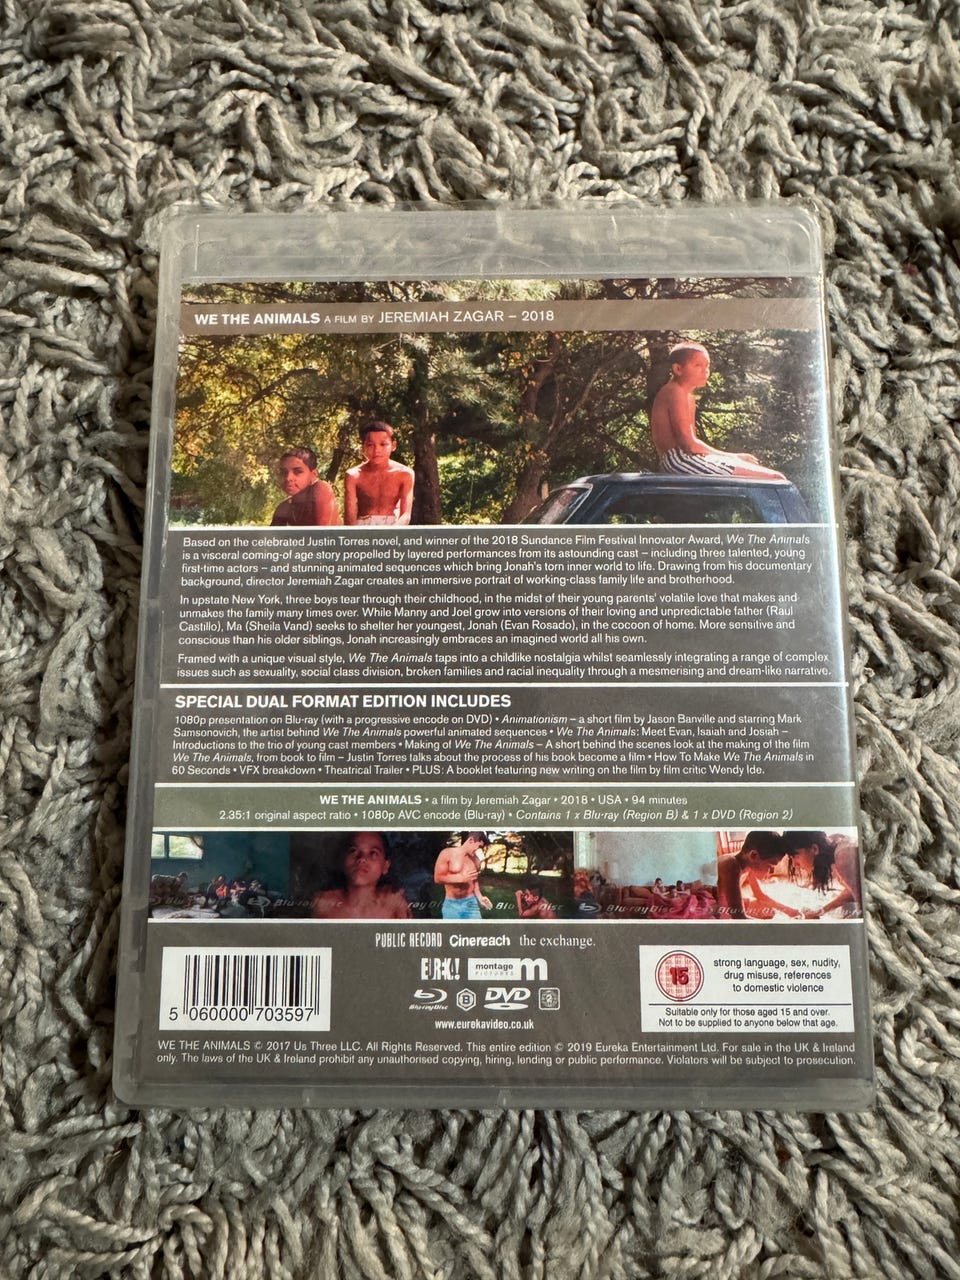 WE THE ANIMALS A FILM BY JEREMIAH ZAGAR – 2018
Based on the celebrated Justin Torres novel, and winner of the 2018 Sundance Film Festival Innovator Award, We The Animals
is a visceral coming-of age story propelled by layered performances from its astounding cast – including three talented, young
first-time actors – and stunning animated sequences which bring Jonah's torn inner world to life. Drawing from his documentary
background, director Jeremiah Zagar creates an immersive portrait of working-class family life and brotherhood.
In upstate New York, three boys tear through their childhood, in the midst of their young parents' volatile love that makes and
unmakes the family many times over. While Manny and Joel grow into versions of their loving and unpredictable father (Raul
Castillo), Ma (Sheila Vand) seeks to shelter her youngest, Jonah (Evan Rosado), in the cocoon of home. More sensitive and
conscious than his older siblings, Jonah increasingly embraces an imagined world all his own.
Framed with a unique visual style, We The Animals taps into a childlike nostalgia whilst seamlessly integrating a range of complex
issues such as sexuality, social class division, broken families and racial inequality through a mesmerising and dream-like narrative.
SPECIAL DUAL FORMAT EDITION INCLUDES
1080p presentation on Blu-ray (with a progressive encode on DVD) • Animationism – a short film by Jason Banville and starring Mark
Samsonovich, the artist behind We The Animals powerful animated sequences • We The Animals: Meet Evan, Isaiah and Josiah –
Introductions to the trio of young cast members • Making of We The Animals – A short behind the scenes look at the making of the film
We The Animals, from book to film – Justin Torres talks about the process of his book become a film • How To Make We The Animals in
60 Seconds • VFX breakdown • Theatrical Trailer • PLUS: A booklet featuring new writing on the film by film critic Wendy Ide.
WE THE ANIMALS • a film by Jeremiah Zagar • 2018 • USA • 94 minutes
2.35:1 original aspect ratio • 1080p AVC encode (Blu-ray) • Contains 1 x Blu-ray (Region B) & 1 x DVD (Region 2)
Blu-ray Disc Blu-ray Disc Blu-ray Disc
PUBLIC RECORD Cinereach the exchange.
EUREKA! montage PICTURES m
Blu-ray Disc B DVD 2
www.eurekavideo.co.uk
5 060000 703597
15
strong language, sex, nudity,
drug misuse, references
to domestic violence
Suitable only for those aged 15 and over.
Not to be supplied to anyone below that age.
WE THE ANIMALS © 2017 Us Three LLC. All Rights Reserved. This entire edition © 2019 Eureka Entertainment Ltd. For sale in the UK & Ireland
only. The laws of the UK & Ireland prohibit any unauthorised copying, hiring, lending or public performance. Violators will be subject to prosecution.